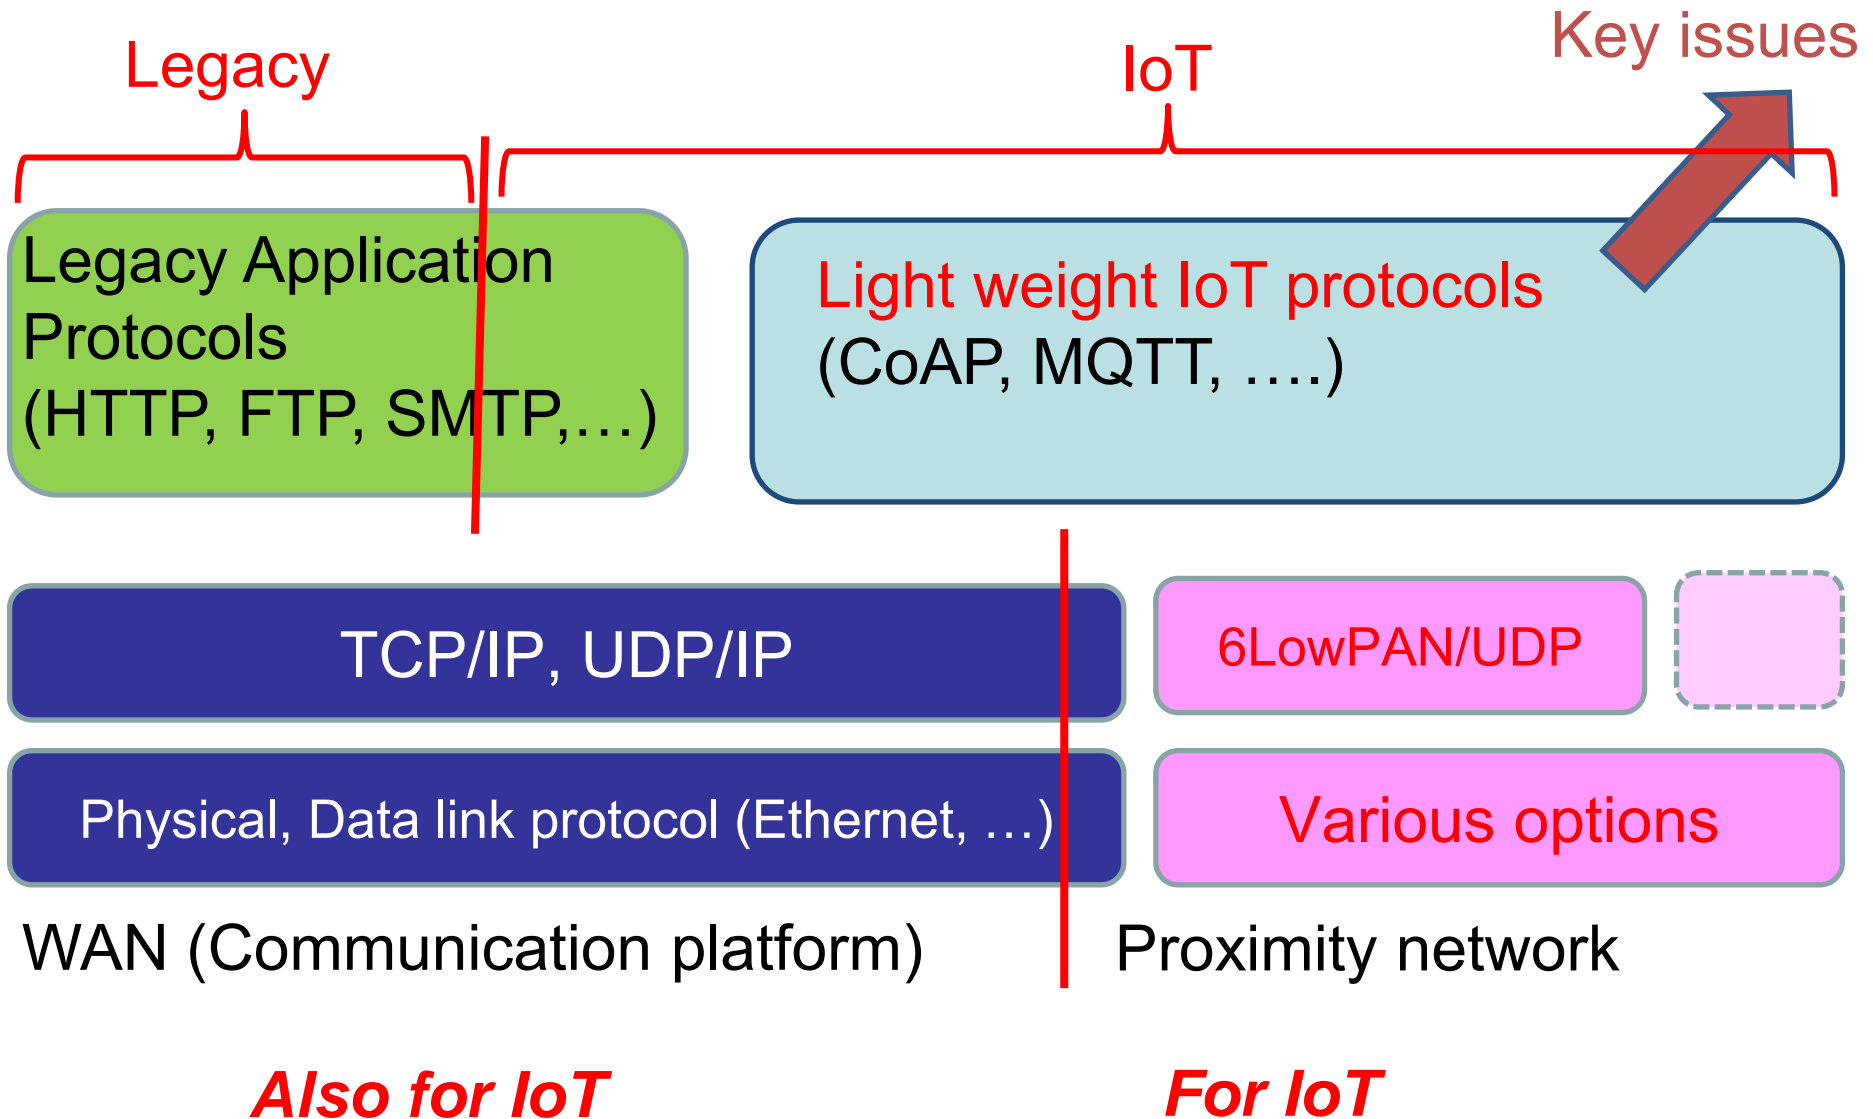 Key issues
Legacy
IoT
Legacy Application
Protocols
(HTTP, FTP, SMTP,…)
Light weight IoT protocols
(CoAP, MQTT, ….)
TCP/IP, UDP/IP
6LowPAN/UDP
Physical, Data link protocol (Ethernet, …)
Various options
WAN (Communication platform)
Proximity network
Also for IoT
For IoT